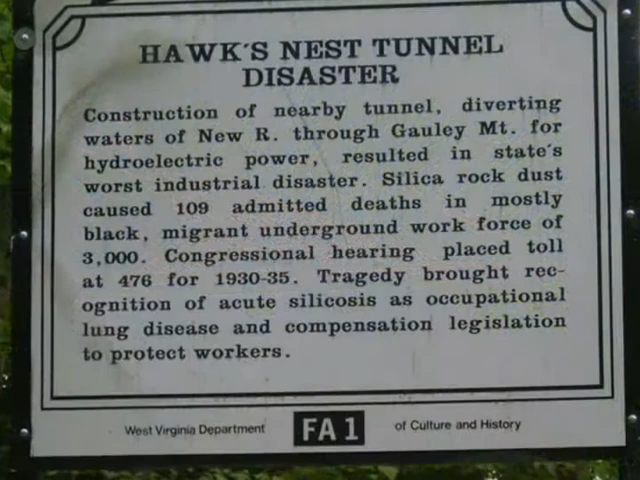 HAWK'S NEST TUNNEL
DISASTER
Construction of nearby tunnel, diverting
waters of New R. through Gauley Mt. for
hydroelectric power, resulted in state's
worst industrial disaster. Silica rock dust
caused 109 admitted deaths in mostly
black, migrant underground work force of
3,000. Congressional hearing placed toll
at 476 for 1930-35. Tragedy brought rec-
ognition of acute silicosis as occupational
lung disease and compensation legislation
to protect workers.
West Virginia Department FA 1 of Culture and History